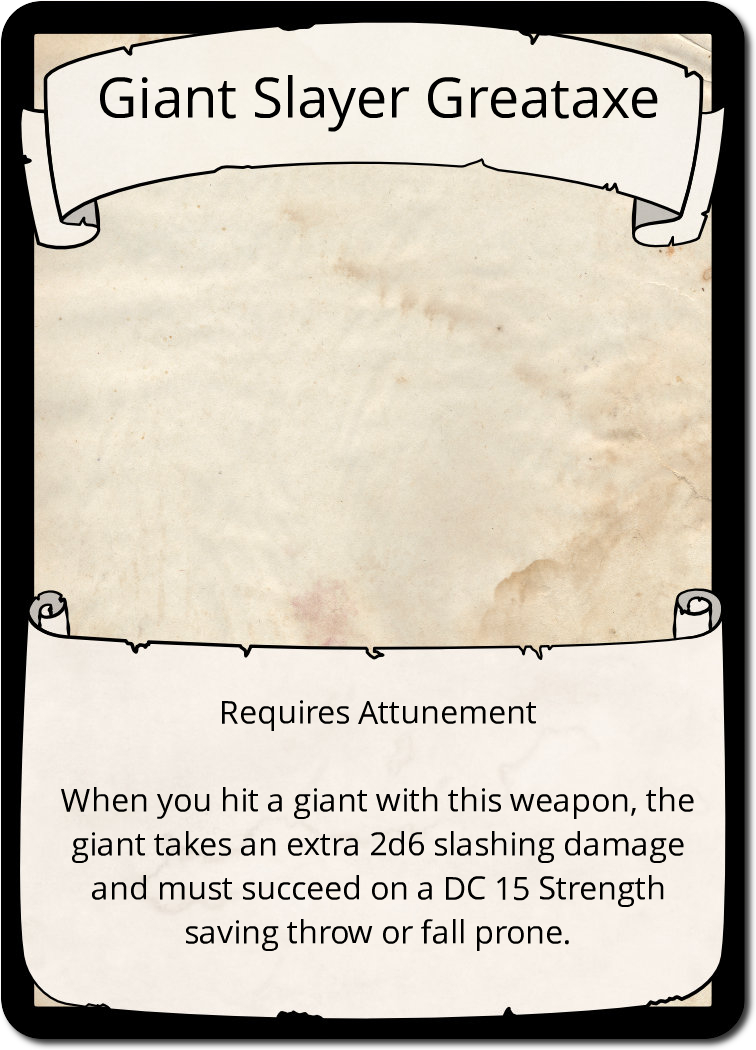 Giant Slayer Greataxe
Requires Attunement
When you hit a giant with this weapon, the
giant takes an extra 2d6 slashing damage
and must succeed on a DC 15 Strength
saving throw or fall prone.